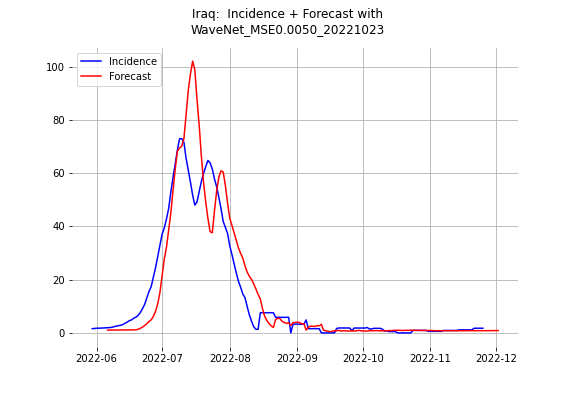 Iraq:  Incidence + Forecast with
WaveNet_MSE0.0050_20221023
Incidence
Forecast
100
80
60
40
20
0
2022-06 2022-07 2022-08 2022-09 2022-10 2022-11 2022-12